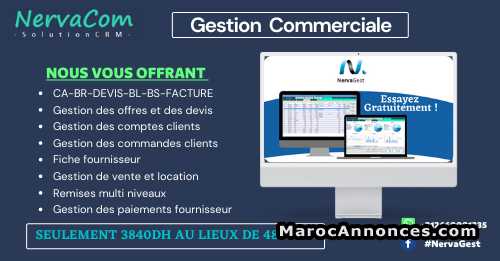 NervaCom
-SolutionCRM-
Gestion Commerciale
NOUS VOUS OFFRANT
CA-BR-DEVIS-BL-BS-FACTURE
Gestion des offres et des devis
Gestion des comptes clients
Gestion des commandes clients
Fiche fournisseur
Gestion de vente et location
Remises multi niveaux
Gestion des paiements fournisseur
NervaGest
Essayez
Gratuitement !
SEULEMENT 3840DH AU LIEUX DE
MarocAnnonces.com
#NervaGest